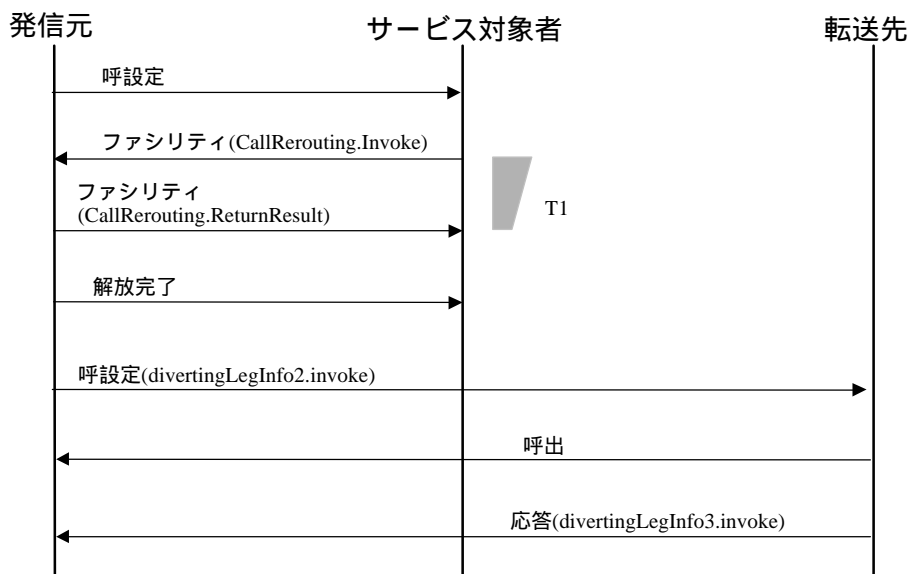 発信元
サービス対象者
転送先
呼設定
ファシリティ(CallRerouting.Invoke)
ファシリティ
(CallRerouting.ReturnResult)
T1
解放完了
呼設定(divertingLegInfo2.invoke)
呼出
応答(divertingLegInfo3.invoke)